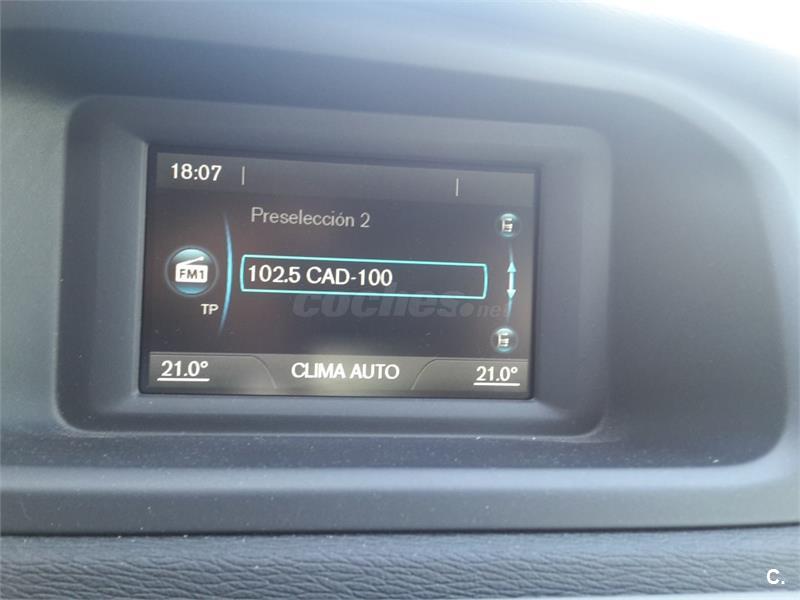 18:07
Preselección 2
FM1
102.5 CAD-100
TP
coches.net
21.0°
CLIMA AUTO
21.0°
C.